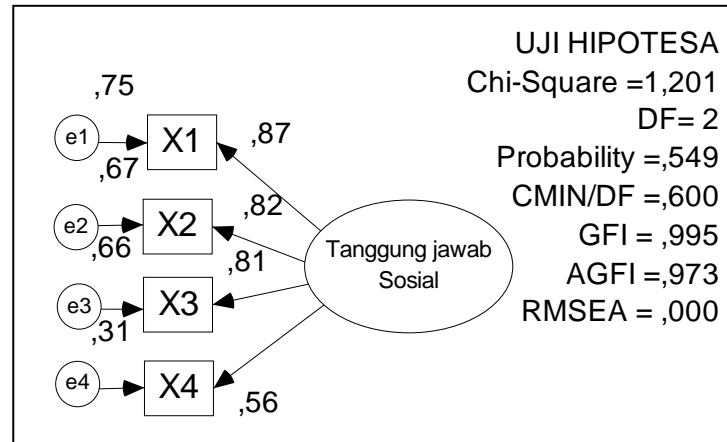 UJI HIPOTESA
Chi-Square =1,201
DF= 2
Probability =,549
CMIN/DF =,600
GFI = ,995
AGFI =,973
RMSEA = ,000
,75
e1
X1
,87
,67
e2
X2
,82
,66
e3
X3
,81
,31
e4
X4
,56
Tanggung jawab
Sosial